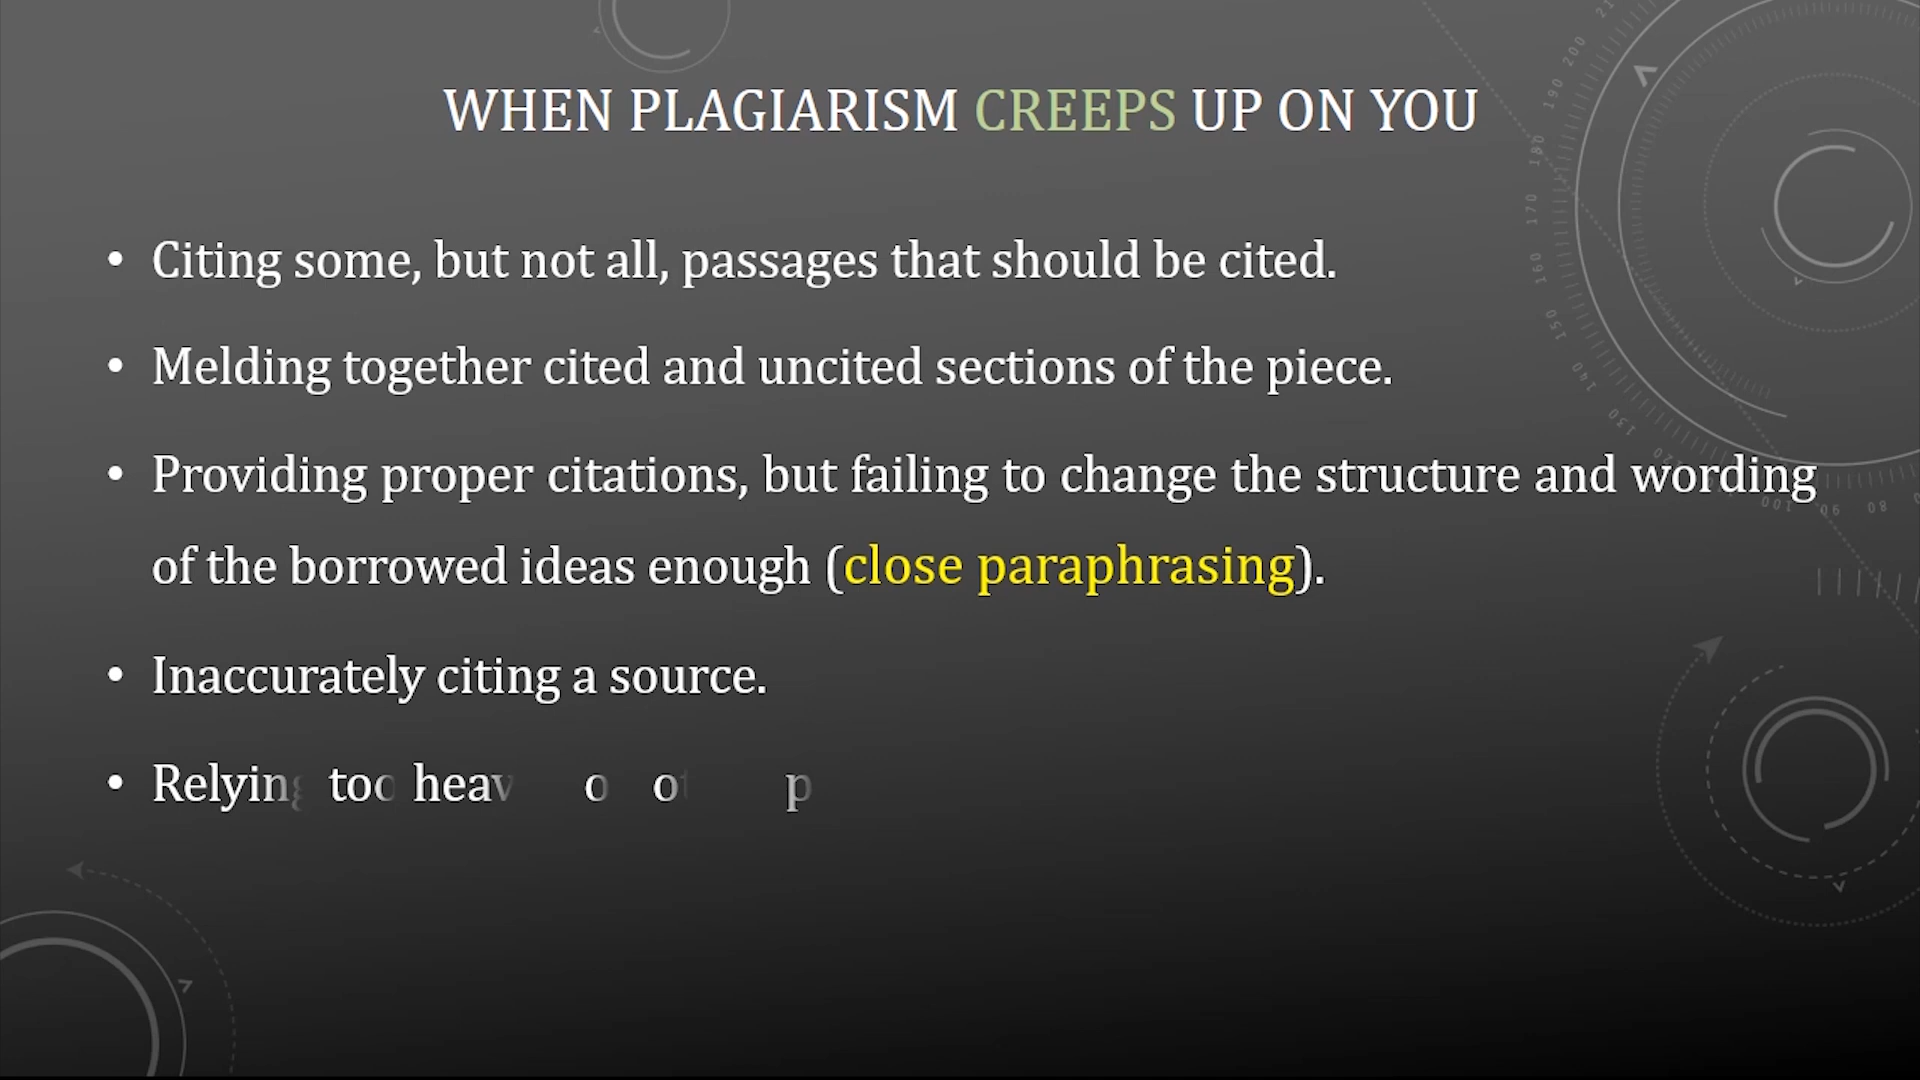 WHEN PLAGIARISM CREEPS UP ON YOU
• Citing some, but not all, passages that should be cited.
• Melding together cited and uncited sections of the piece.
• Providing proper citations, but failing to change the structure and wording
of the borrowed ideas enough (close paraphrasing).
• Inaccurately citing a source.
• Relying too